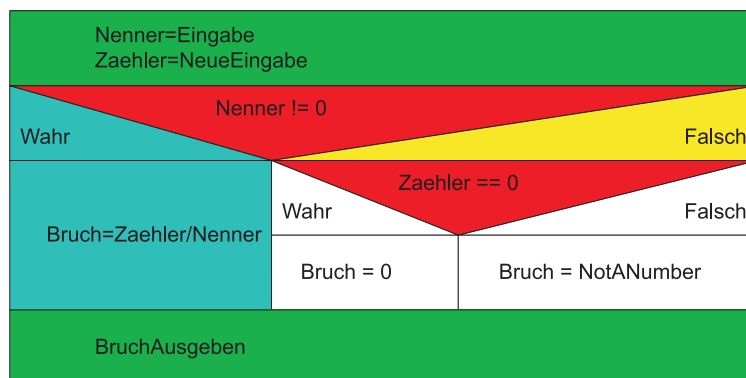 Nenner=Eingabe
Zaehler=NeueEingabe
Nenner != 0
Wahr
Falsch
Zaehler == 0
Wahr
Falsch
Bruch=Zaehler/Nenner
Bruch = 0
Bruch = NotANumber
BruchAusgeben